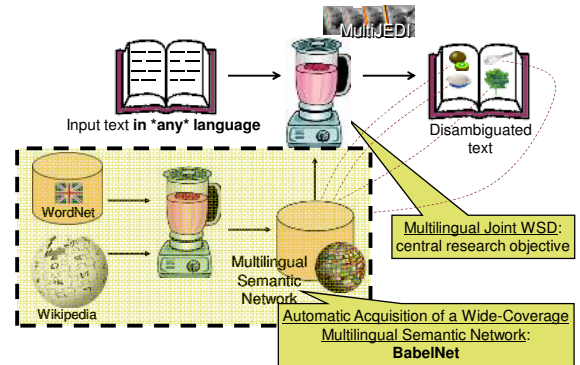 MultiJEDI
Input text in *any* language
Disambiguated
text
WordNet
Wikipedia
Multilingual
Semantic
Network
Multilingual Joint WSD:
central research objective
Automatic Acquisition of a Wide-Coverage
Multilingual Semantic Network:
BabelNet